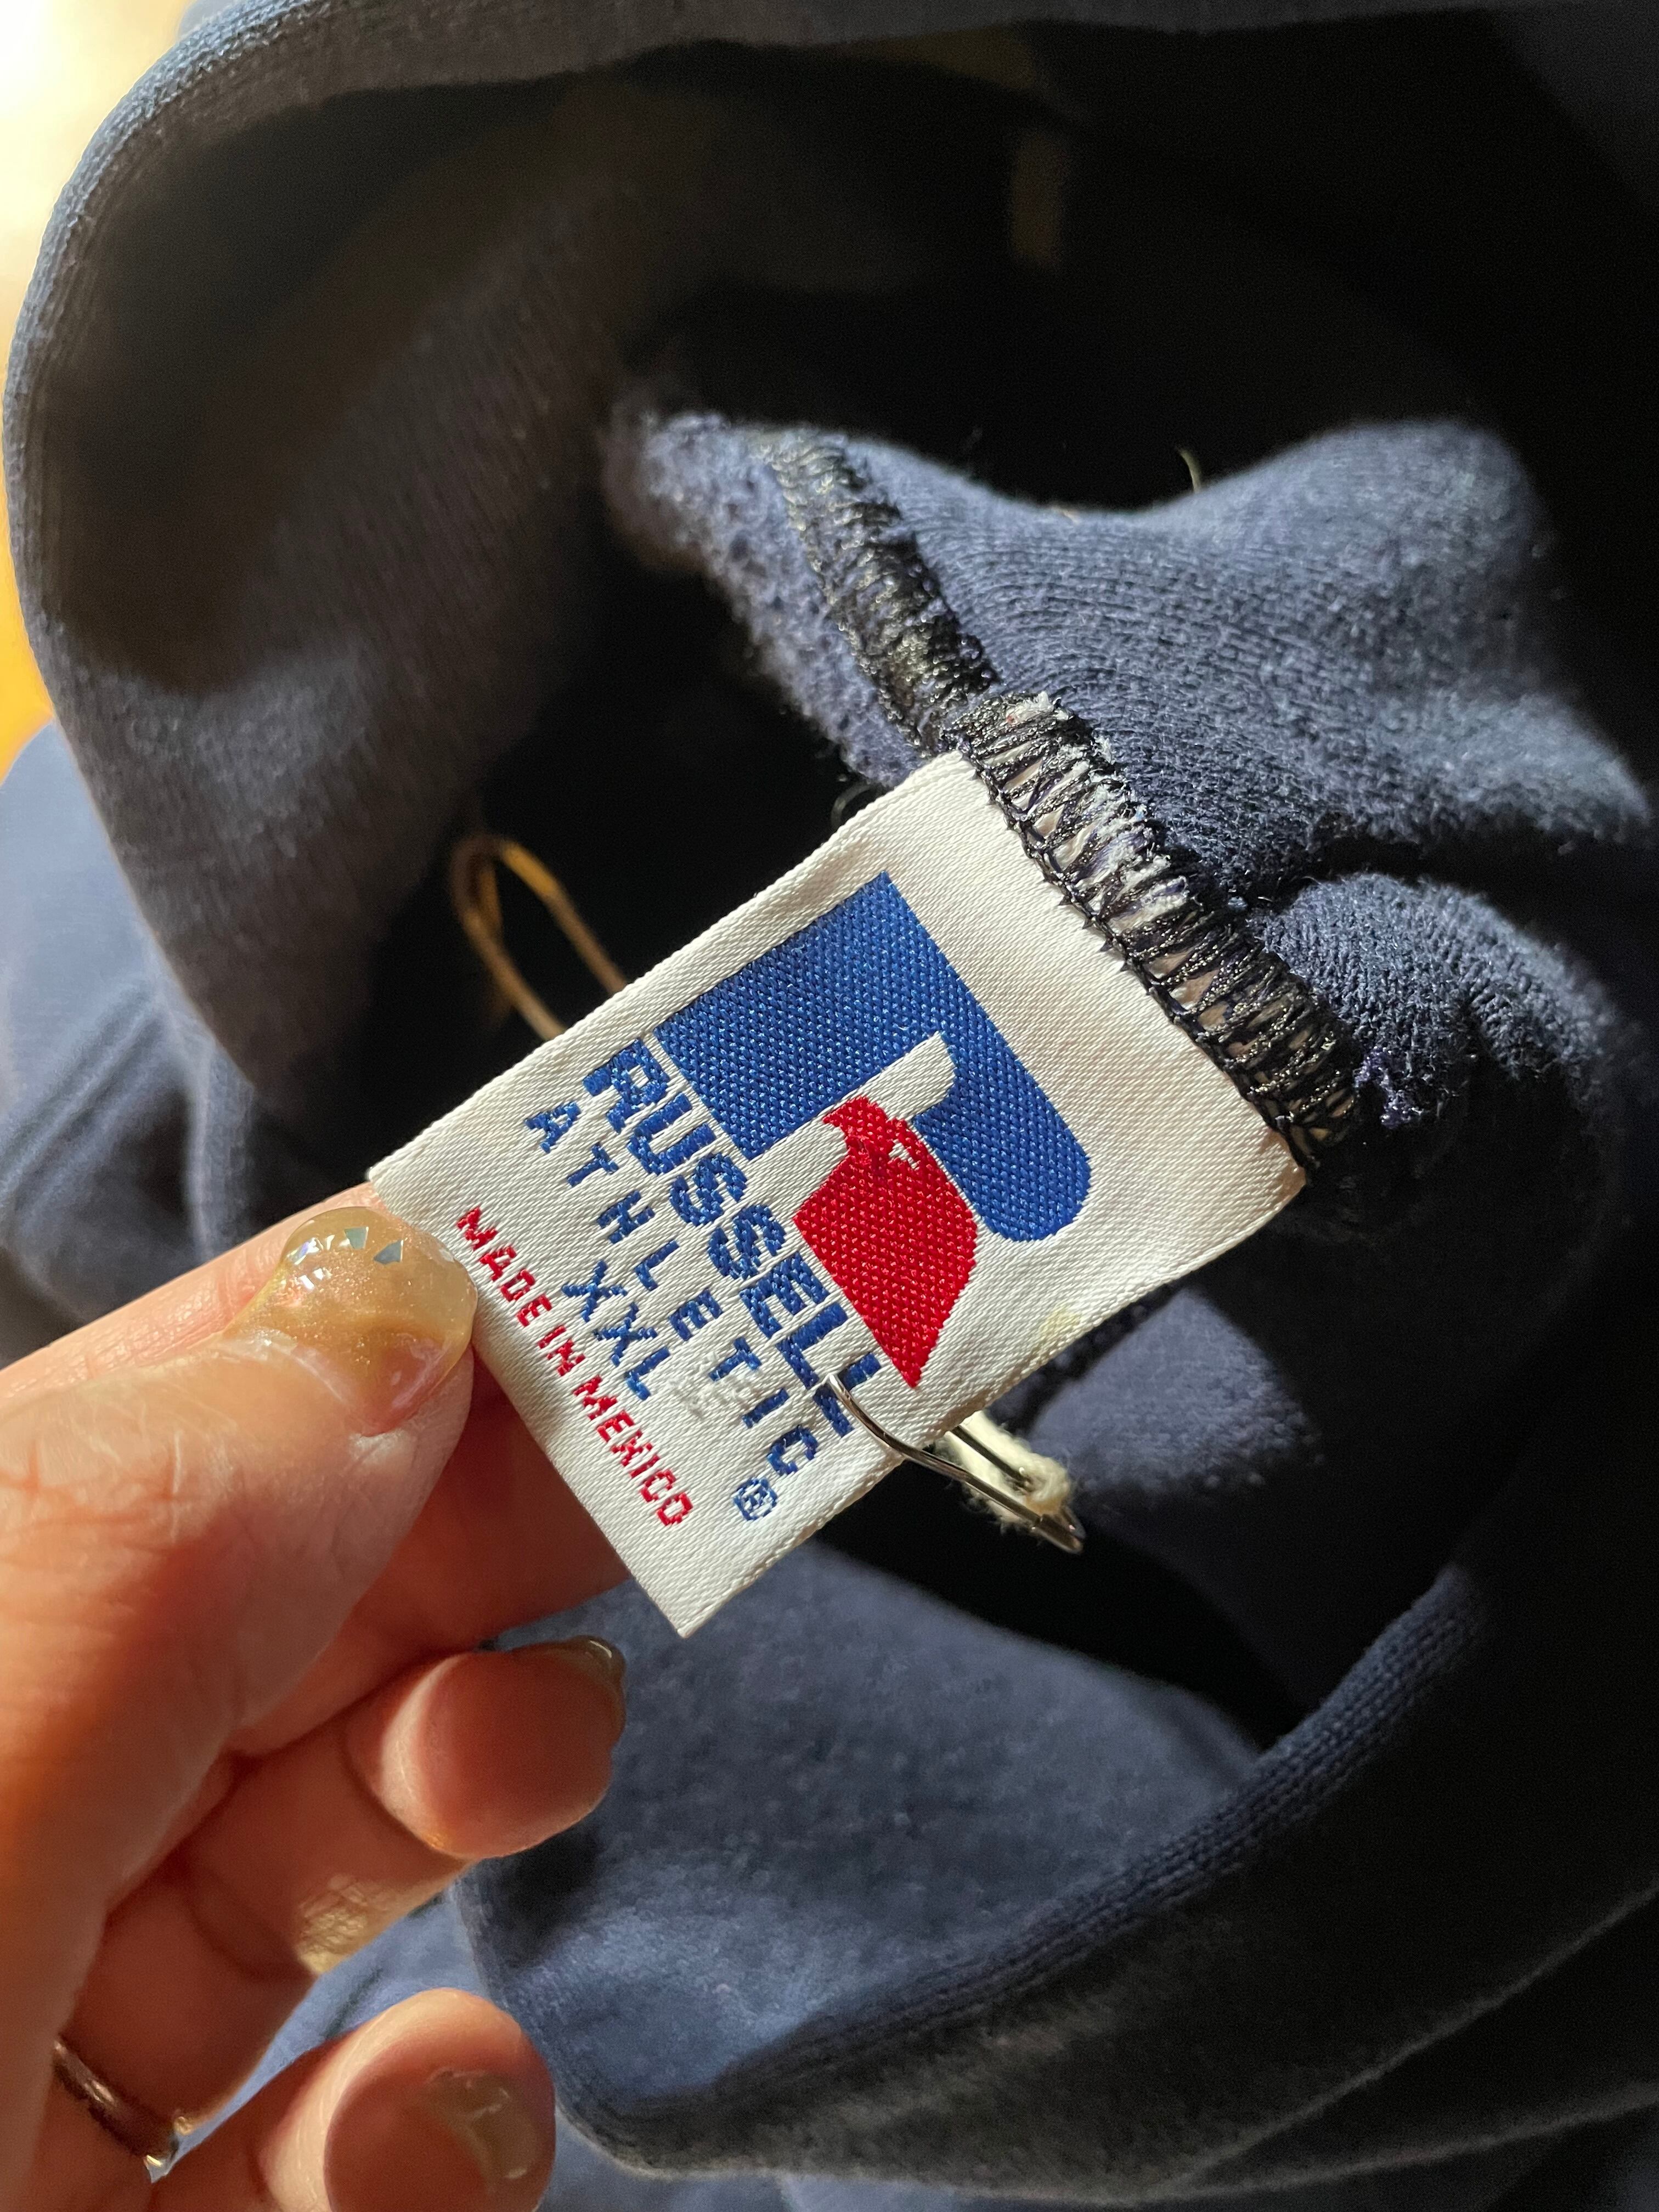 RUSSELL
ATHLETIC®
XXL
MADE IN MEXICO